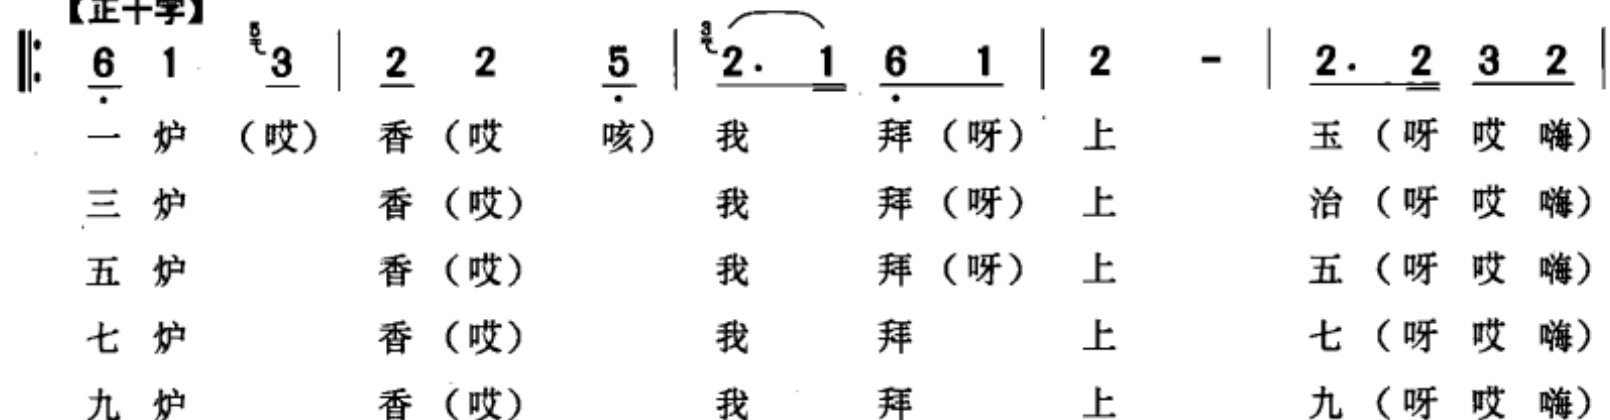 【正十字】
6 1 5 3 | 2 2 5 | 3 2. 1 6 1 | 2 - | 2. 2 3 2 |
一炉（哎）香（哎 咳）我 拜（呀）上 玉（呀 哎 嗨）
三炉 香（哎） 我 拜（呀）上 治（呀 哎 嗨）
五炉 香（哎） 我 拜（呀）上 五（呀 哎 嗨）
七炉 香（哎） 我 拜 上 七（呀 哎 嗨）
九炉 香（哎） 我 拜 上 九（呀 哎 嗨）